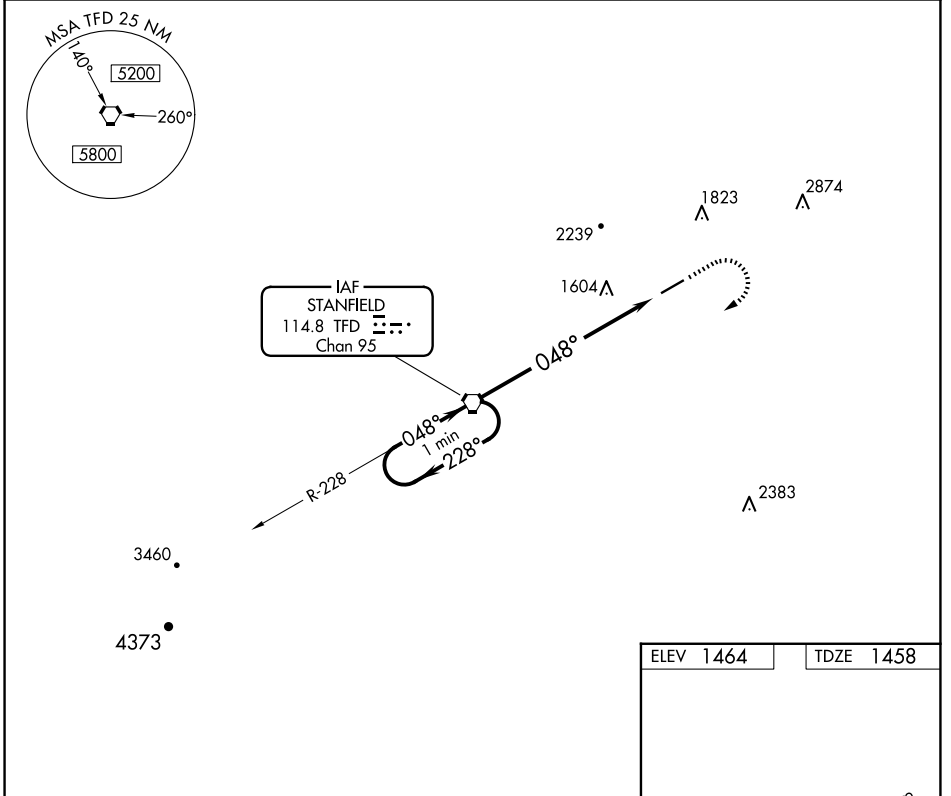 MSA TFD 25 NM
140°
5200
260°
5800
1823
2874
2239
1604
IAF
STANFIELD
114.8 TFD
Chan 95
048°
048°
1 min
228°
R-228
2383
3460
4373
ELEV 1464
TDZE 1458